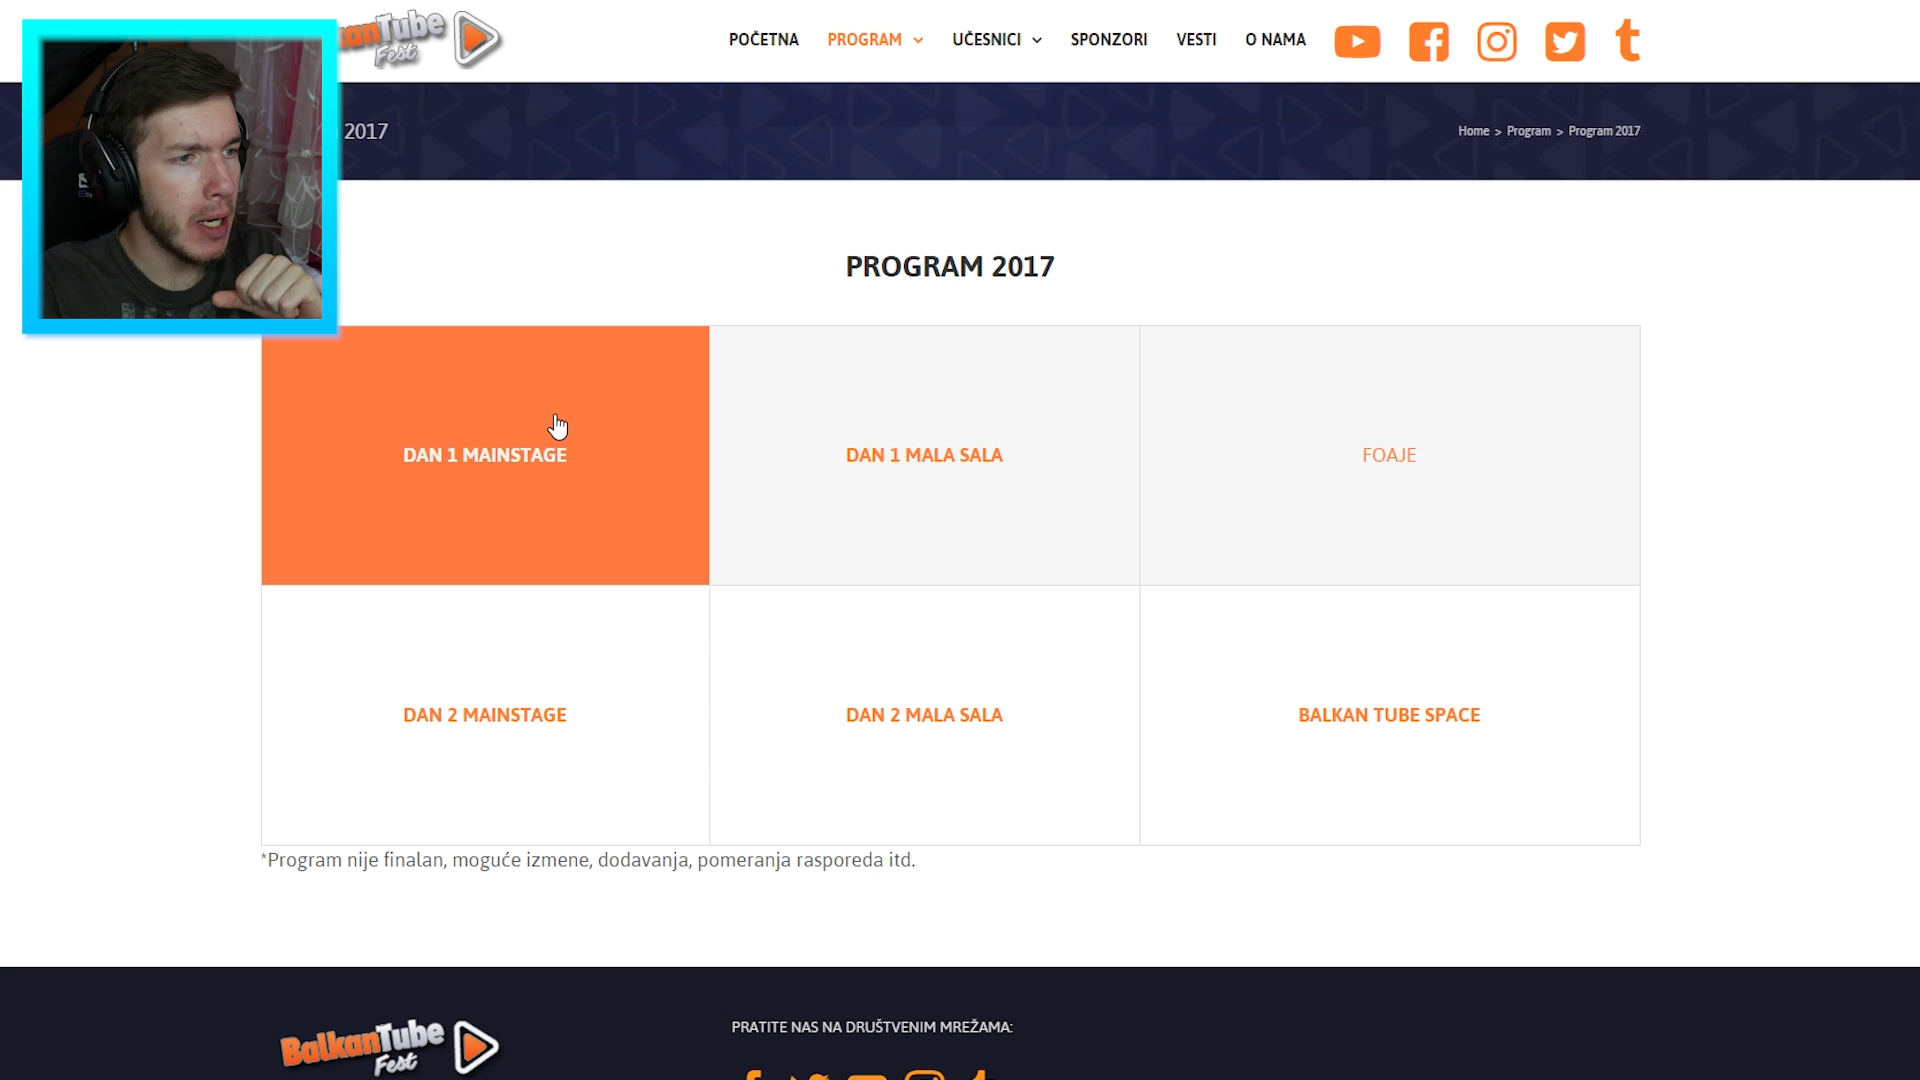 Tube
Fest
POČETNA PROGRAM UČESNICI SPONZORI VESTI O NAMA
2017
Home > Program > Program 2017
PROGRAM 2017
DAN 1 MAINSTAGE DAN 1 MALA SALA FOAJE
DAN 2 MAINSTAGE DAN 2 MALA SALA BALKAN TUBE SPACE
*Program nije finalan, moguće izmene, dodavanja, pomeranja rasporeda itd.
PRATITE NAS NA DRUŠTVENIM MREŽAMA:
BalkanTube
Fest